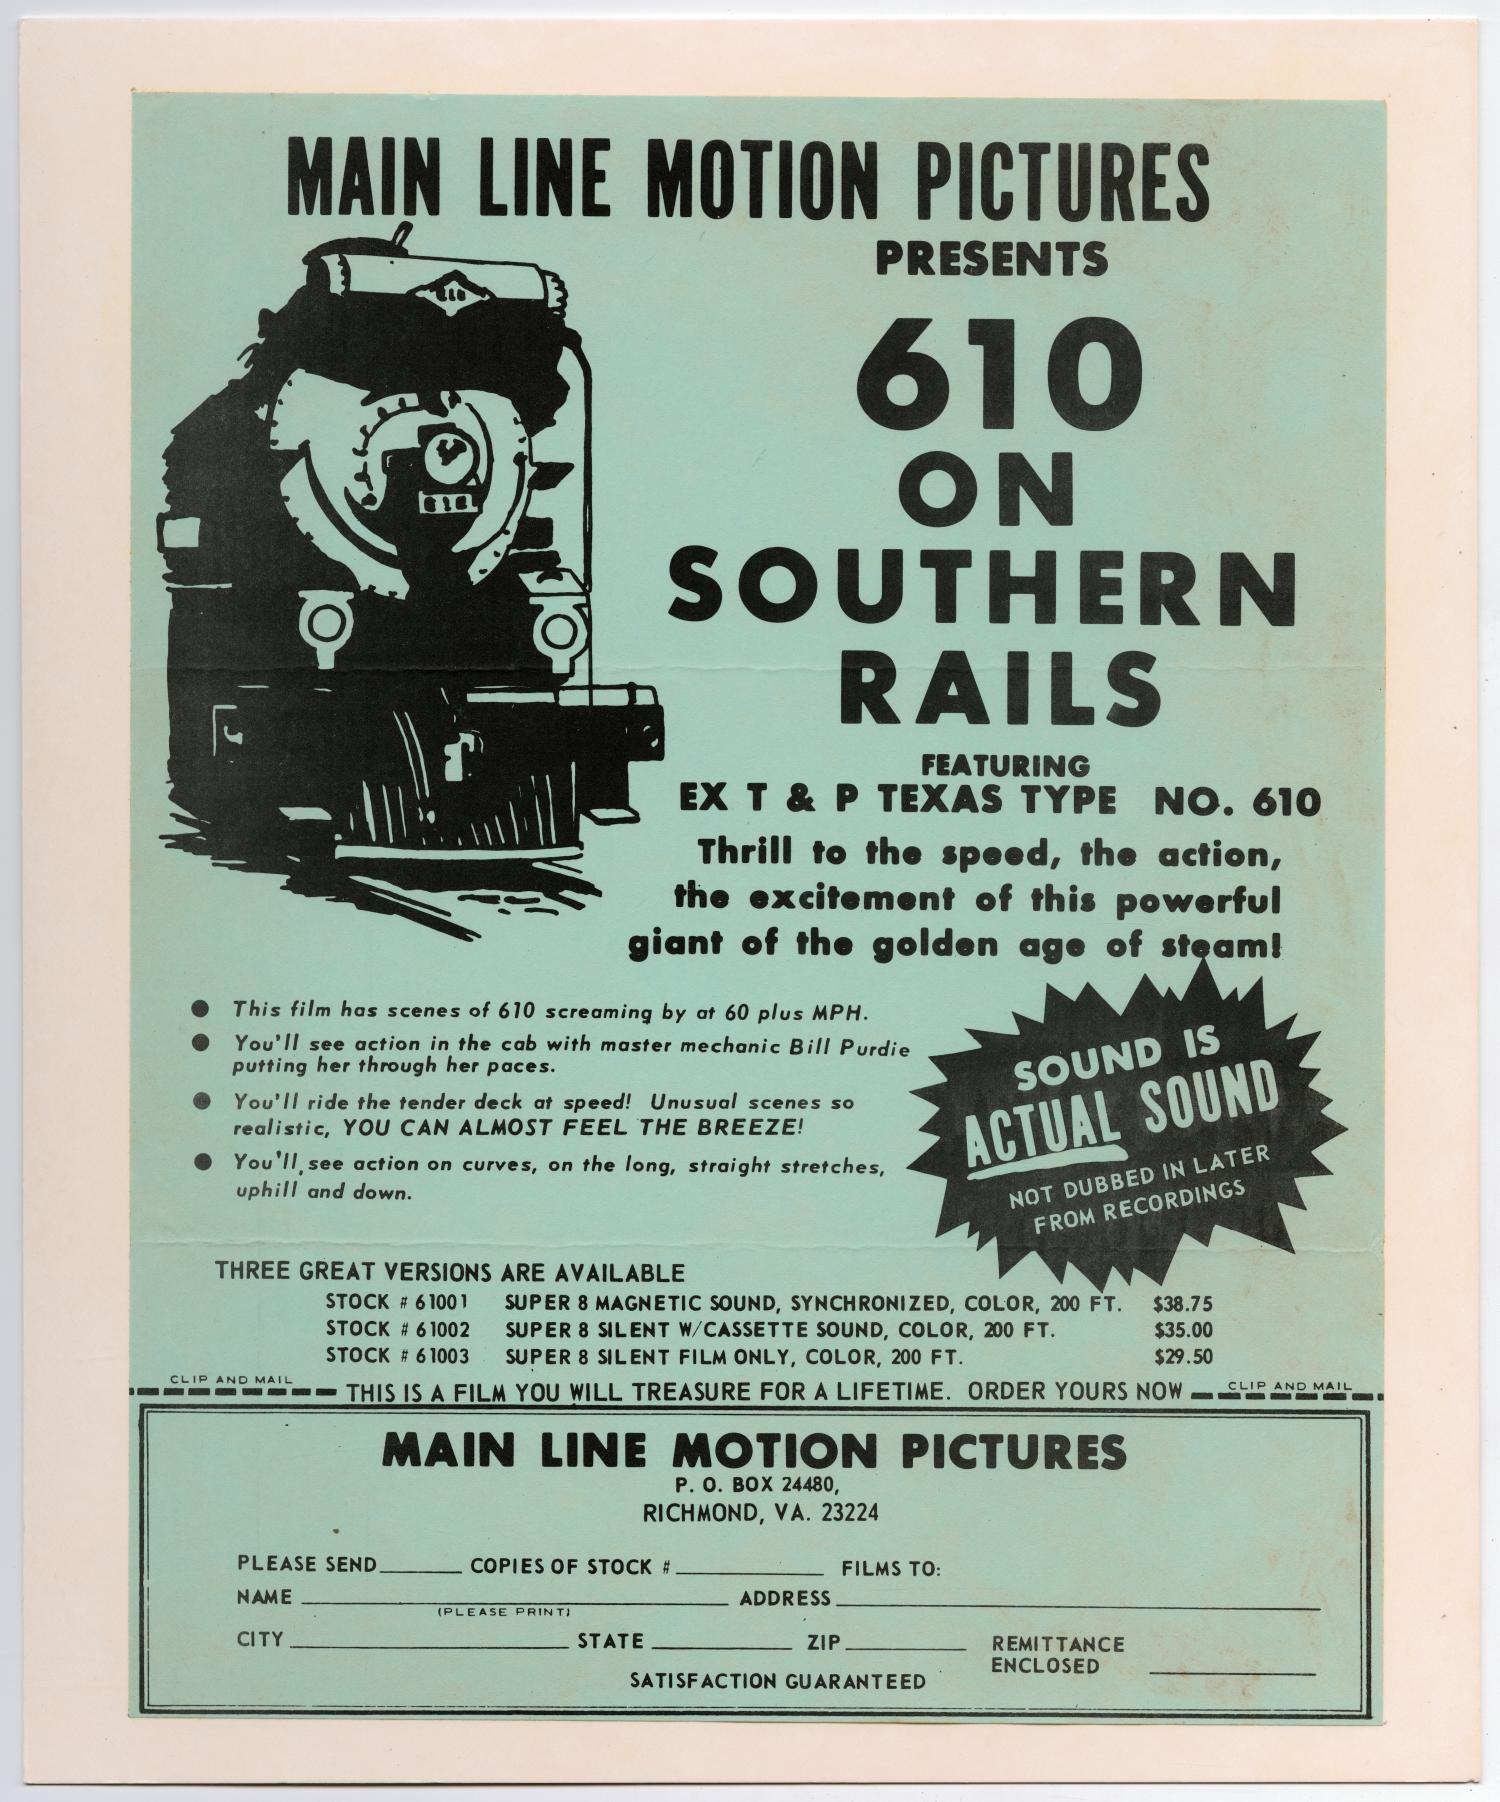 MAIN LINE MOTION PICTURES
PRESENTS
610
610
ON
SOUTHERN
RAILS
FEATURING
EX T & P TEXAS TYPE NO. 610
Thrill to the speed, the action,
the excitement of this powerful
giant of the golden age of steam!
This film has scenes of 610 screaming by at 60 plus MPH.
You'll see action in the cab with master mechanic Bill Purdie
putting her through her paces.
You'll ride the tender deck at speed! Unusual scenes so
realistic, YOU CAN ALMOST FEEL THE BREEZE!
You'll see action on curves, on the long, straight stretches,
uphill and down.
SOUND IS
ACTUAL SOUND
NOT DUBBED IN LATER
FROM RECORDINGS
THREE GREAT VERSIONS ARE AVAILABLE
STOCK # 61001 SUPER 8 MAGNETIC SOUND, SYNCHRONIZED, COLOR, 200 FT. $38.75
STOCK # 61002 SUPER 8 SILENT W/CASSETTE SOUND, COLOR, 200 FT. $35.00
STOCK # 61003 SUPER 8 SILENT FILM ONLY, COLOR, 200 FT. $29.50
CLIP AND MAIL THIS IS A FILM YOU WILL TREASURE FOR A LIFETIME. ORDER YOURS NOW CLIP AND MAIL
MAIN LINE MOTION PICTURES
P. O. BOX 24480,
RICHMOND, VA. 23224
PLEASE SEND COPIES OF STOCK # FILMS TO:
NAME ADDRESS
(PLEASE PRINT)
CITY STATE ZIP REMITTANCE
ENCLOSED
SATISFACTION GUARANTEED